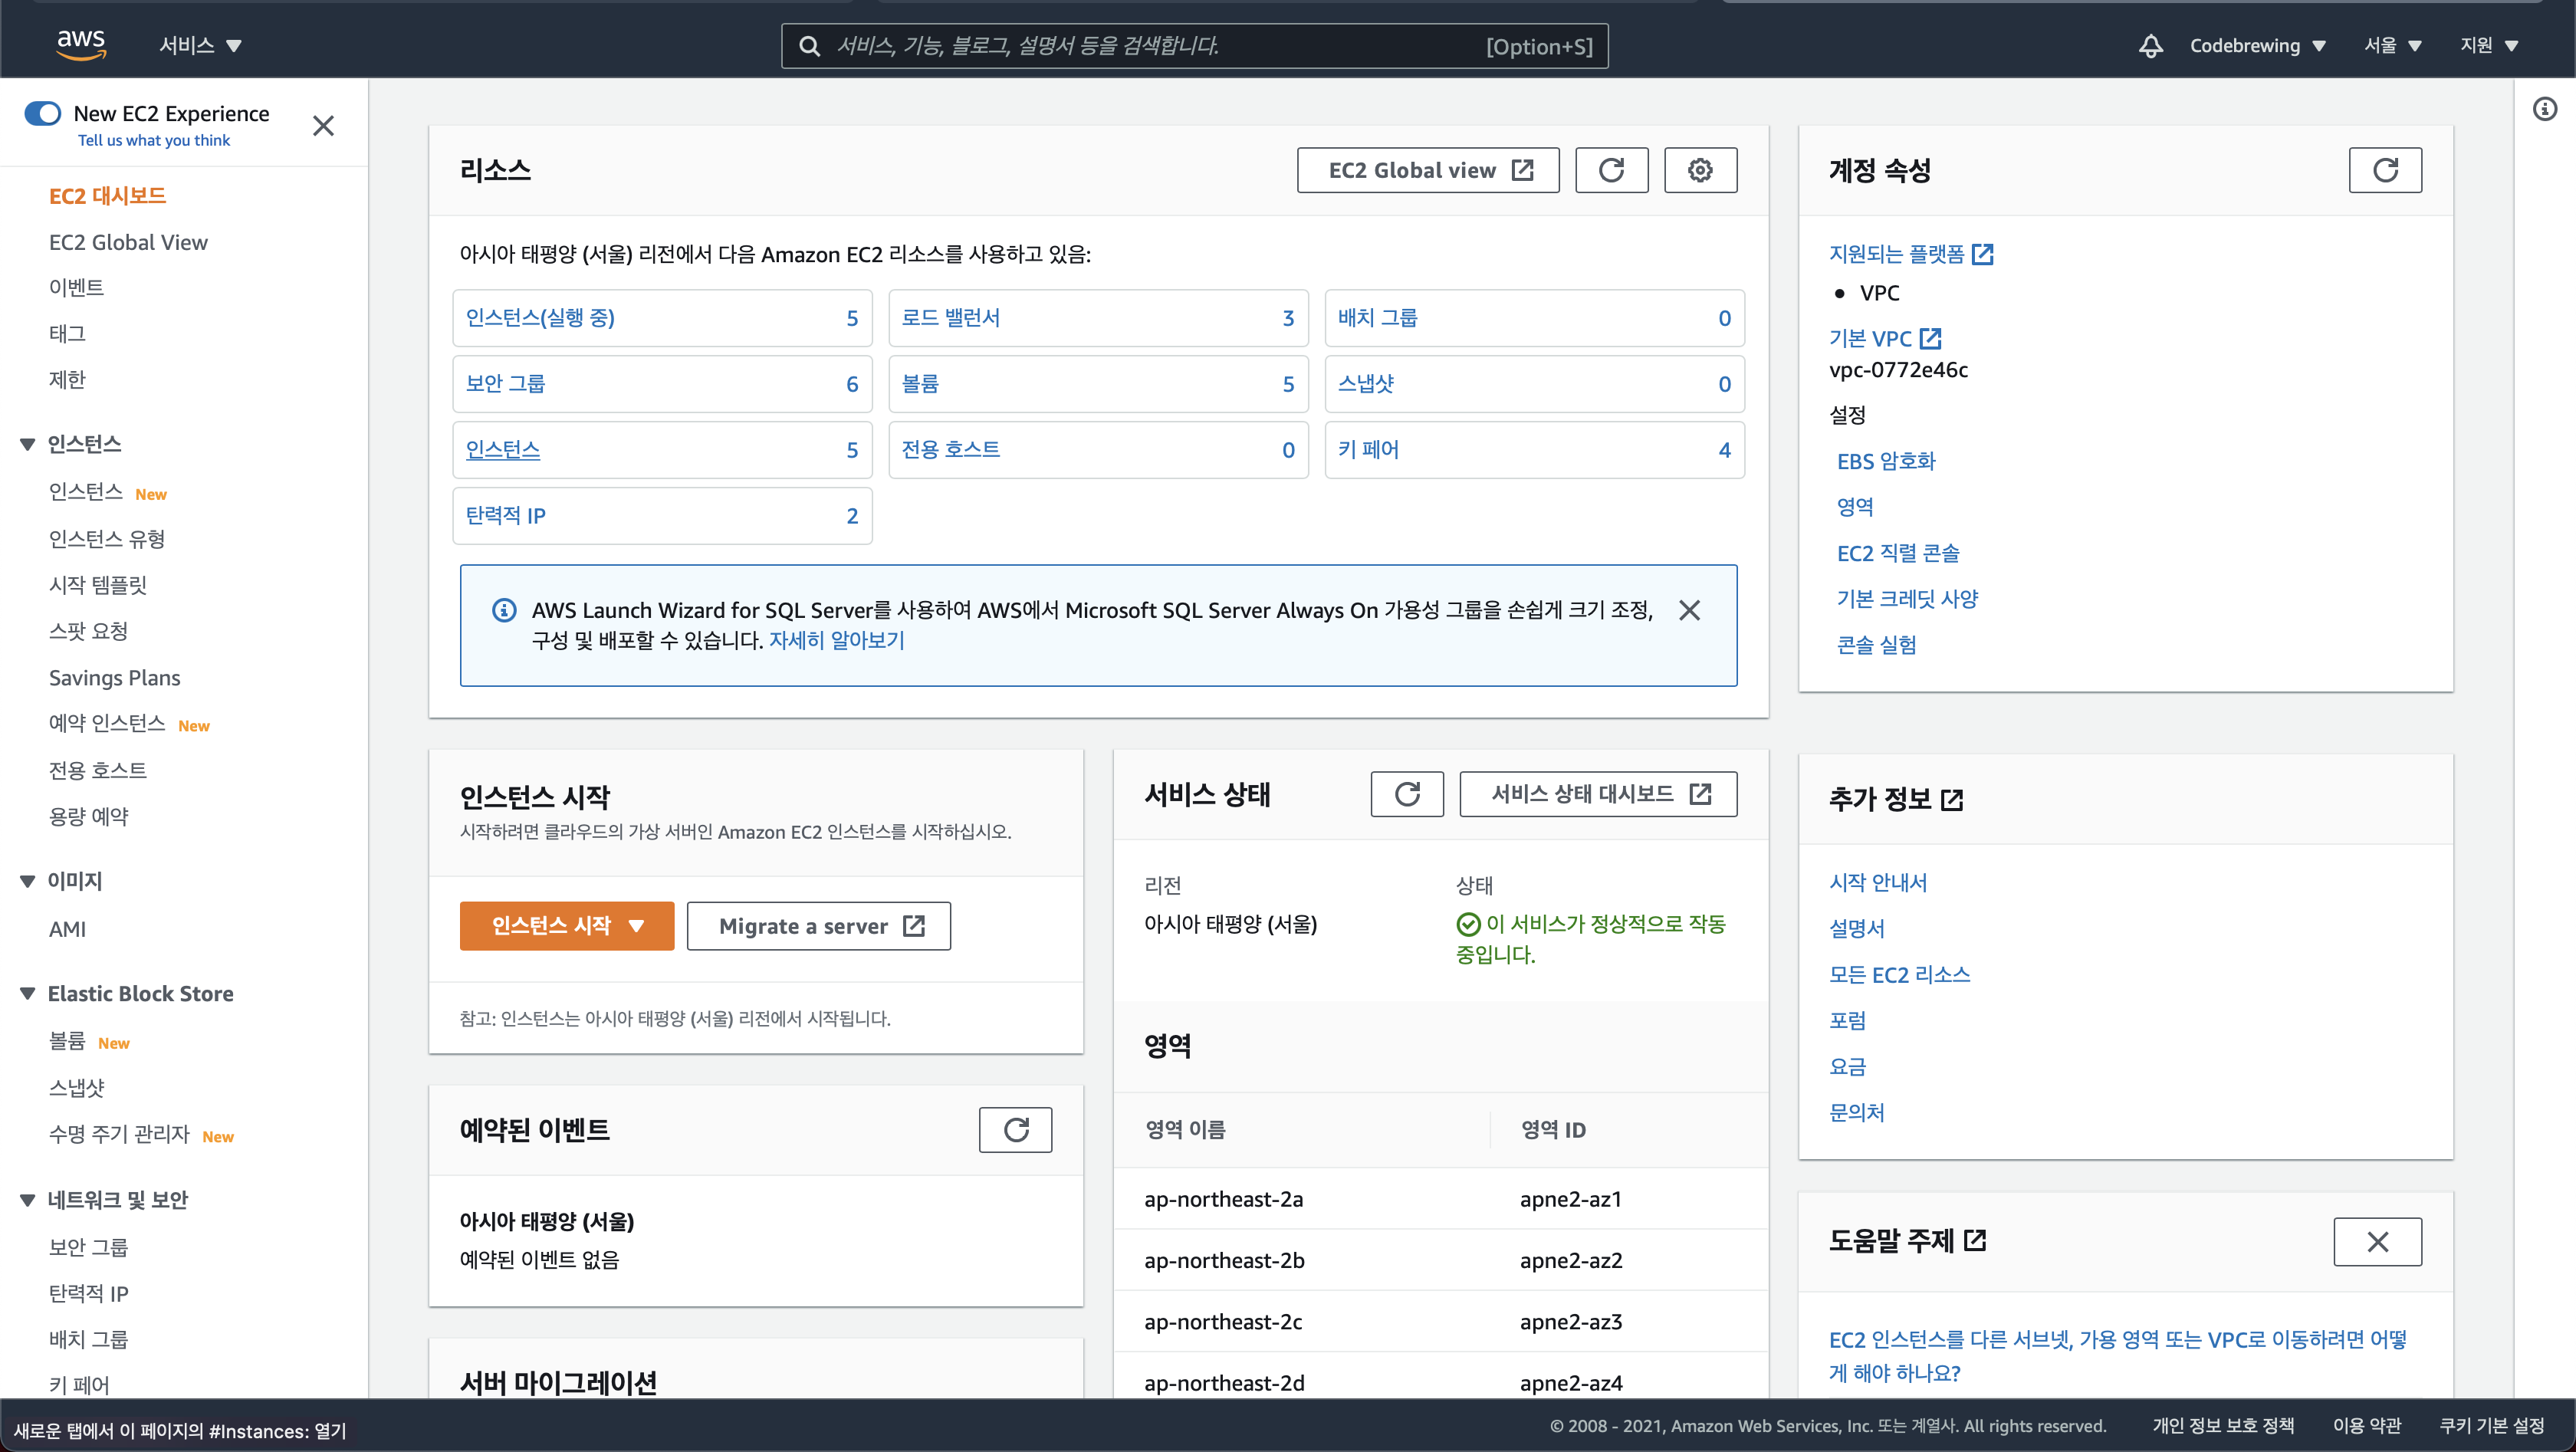 aws
서비스
서비스, 기능, 블로그, 설명서 등을 검색합니다.
[Option+S]
Codebrewing
서울
지원
New EC2 Experience
Tell us what you think
EC2 대시보드
EC2 Global View
이벤트
태그
제한
인스턴스
인스턴스 New
인스턴스 유형
시작 템플릿
스팟 요청
Savings Plans
예약 인스턴스 New
전용 호스트
용량 예약
이미지
AMI
Elastic Block Store
볼륨 New
스냅샷
수명 주기 관리자 New
네트워크 및 보안
보안 그룹
탄력적 IP
배치 그룹
키 페어
리소스
EC2 Global view
아시아 태평양 (서울) 리전에서 다음 Amazon EC2 리소스를 사용하고 있음:
인스턴스(실행 중) 5
로드 밸런서 3
배치 그룹 0
보안 그룹 6
볼륨 5
스냅샷 0
인스턴스 5
전용 호스트 0
키 페어 4
탄력적 IP 2
AWS Launch Wizard for SQL Server를 사용하여 AWS에서 Microsoft SQL Server Always On 가용성 그룹을 손쉽게 크기 조정,
구성 및 배포할 수 있습니다. 자세히 알아보기
인스턴스 시작
시작하려면 클라우드의 가상 서버인 Amazon EC2 인스턴스를 시작하십시오.
인스턴스 시작
Migrate a server
참고: 인스턴스는 아시아 태평양 (서울) 리전에서 시작됩니다.
예약된 이벤트
아시아 태평양 (서울)
예약된 이벤트 없음
서버 마이그레이션
서비스 상태
서비스 상태 대시보드
리전
상태
아시아 태평양 (서울)
이 서비스가 정상적으로 작동
중입니다.
영역
영역 이름
영역 ID
ap-northeast-2a
apne2-az1
ap-northeast-2b
apne2-az2
ap-northeast-2c
apne2-az3
ap-northeast-2d
apne2-az4
계정 속성
지원되는 플랫폼
• VPC
기본 VPC
vpc-0772e46c
설정
EBS 암호화
영역
EC2 직렬 콘솔
기본 크레딧 사양
콘솔 실험
추가 정보
시작 안내서
설명서
모든 EC2 리소스
포럼
요금
문의처
도움말 주제
EC2 인스턴스를 다른 서브넷, 가용 영역 또는 VPC로 이동하려면 어떻
게 해야 하나요?
새로운 탭에서 이 페이지의 #Instances: 열기
© 2008 - 2021, Amazon Web Services, Inc. 또는 계열사. All rights reserved.
개인 정보 보호 정책
이용 약관
쿠키 기본 설정